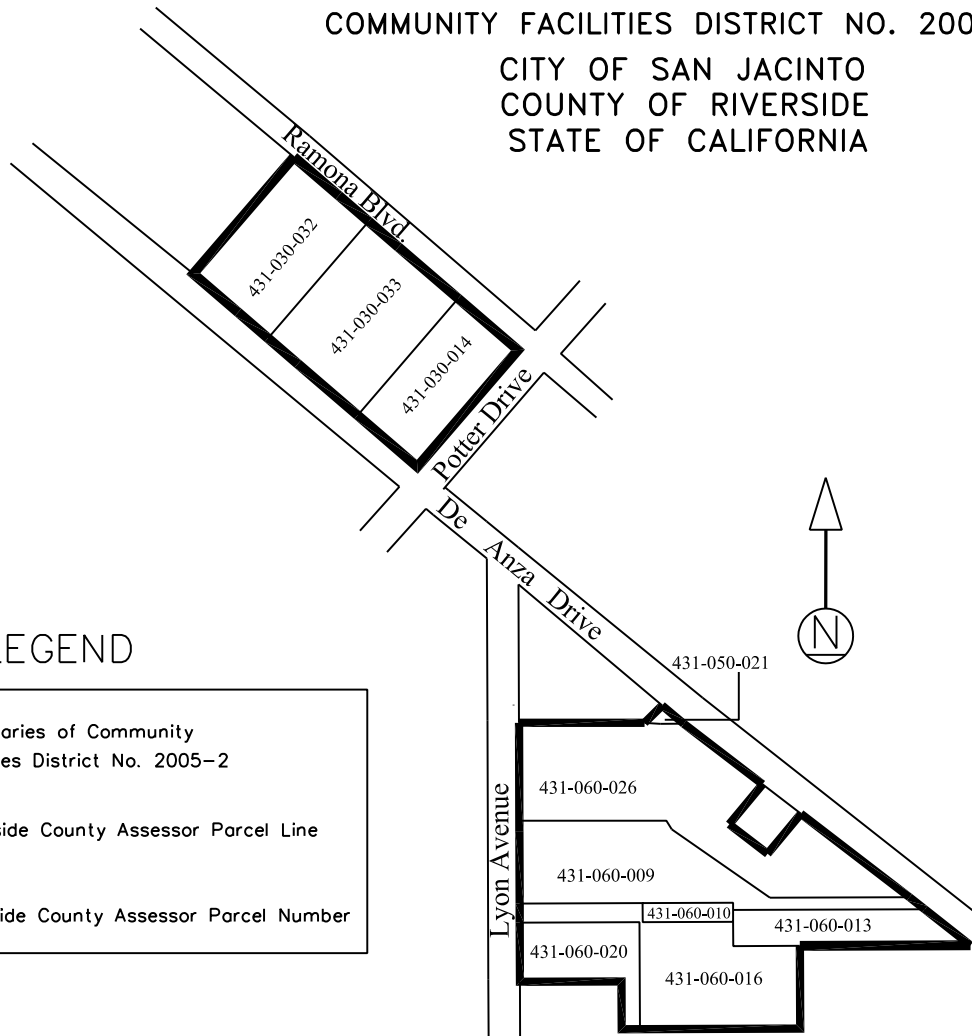 COMMUNITY FACILITIES DISTRICT NO. 200
CITY OF SAN JACINTO
COUNTY OF RIVERSIDE
STATE OF CALIFORNIA
Ramona Blvd.
431-030-032
431-030-033
431-030-014
Potter Drive
De Anza Drive
N
LEGEND
aries of Community
es District No. 2005-2
side County Assessor Parcel Line
ide County Assessor Parcel Number
431-050-021
Lyon Avenue
431-060-026
431-060-009
431-060-010
431-060-013
431-060-020
431-060-016